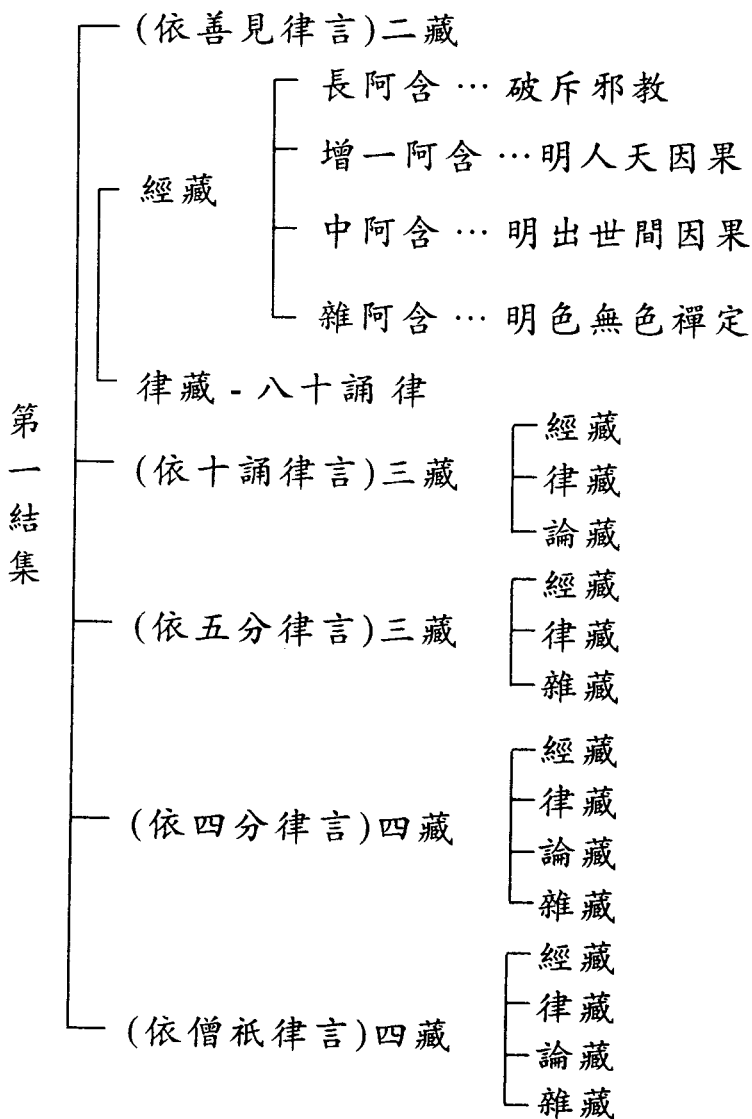 第一結集
(依善見律言)二藏
經藏
長阿含 … 破斥邪教
增一阿含 …明人天因果
中阿含 … 明出世間因果
雜阿含 … 明色無色禪定
律藏 - 八十誦律
(依十誦律言)三藏
經藏
律藏
論藏
(依五分律言)三藏
經藏
律藏
雜藏
(依四分律言)四藏
經藏
律藏
論藏
雜藏
(依僧祇律言)四藏
經藏
律藏
論藏
雜藏